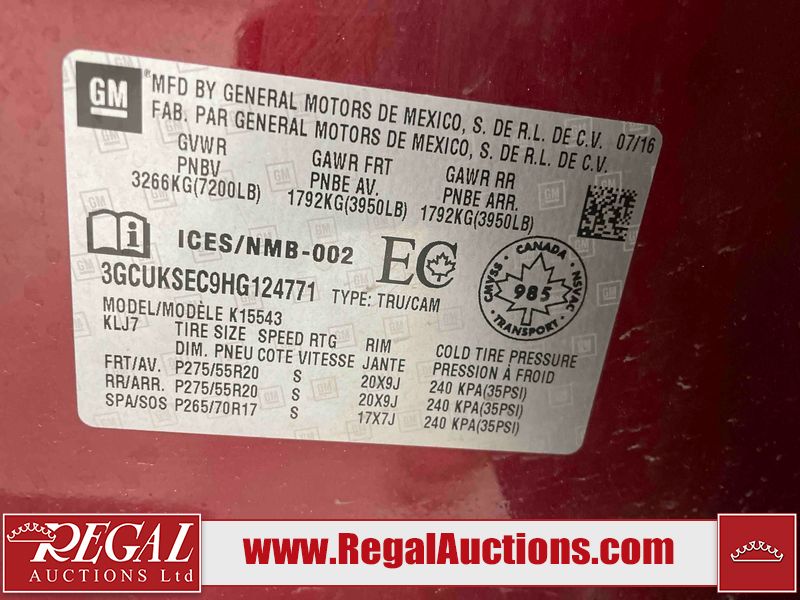 GM
® MFD BY GENERAL MOTORS DE MEXICO, S. DE R.L. DE C.V. 07/16
FAB. PAR GENERAL MOTORS DE MEXICO, S. DE R.L. DE C.V.
GVWR GAWR FRT GAWR RR
PNBV PNBE AV. PNBE ARR.
3266KG(7200LB) 1792KG(3950LB) 1792KG(3950LB)
ICES/NMB-002 EC
CANADA
CMVSS 985 NSVAC
TRANSPORT
3GCUKSEC9HG124771 TYPE: TRU/CAM
MODEL/MODÈLE K15543
KLJ7 TIRE SIZE SPEED RTG RIM COLD TIRE PRESSURE
DIM. PNEU COTE VITESSE JANTE PRESSION À FROID
FRT/AV. P275/55R20 S 20X9J 240 KPA(35PSI)
RR/ARR. P275/55R20 S 20X9J 240 KPA(35PSI)
SPA/SOS P265/70R17 S 17X7J 240 KPA(35PSI)
REGAL
AUCTIONS Ltd
www.RegalAuctions.com